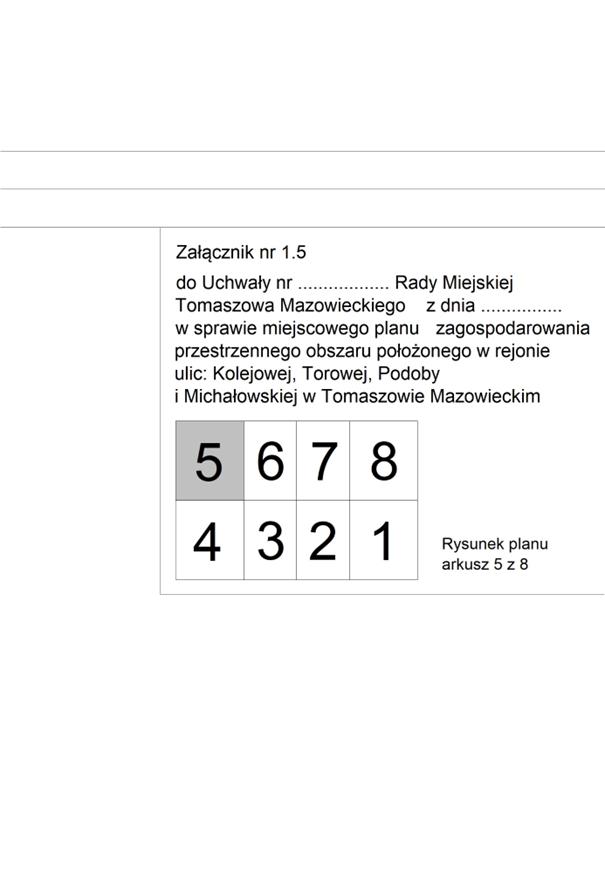 Załącznik nr 1.5
do Uchwały nr .................. Rady Miejskiej
Tomaszowa Mazowieckiego z dnia ................
w sprawie miejscowego planu zagospodarowania
przestrzennego obszaru położonego w rejonie
ulic: Kolejowej, Torowej, Podoby
i Michałowskiej w Tomaszowie Mazowieckim
5 6 7 8
4 3 2 1
Rysunek planu
arkusz 5 z 8